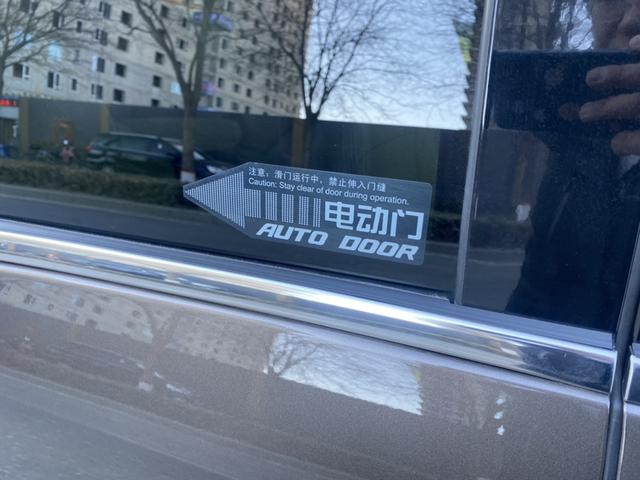 注意：滑门运行中，禁止伸入门缝
Caution: Stay clear of door during operation.
电动门
AUTO DOOR